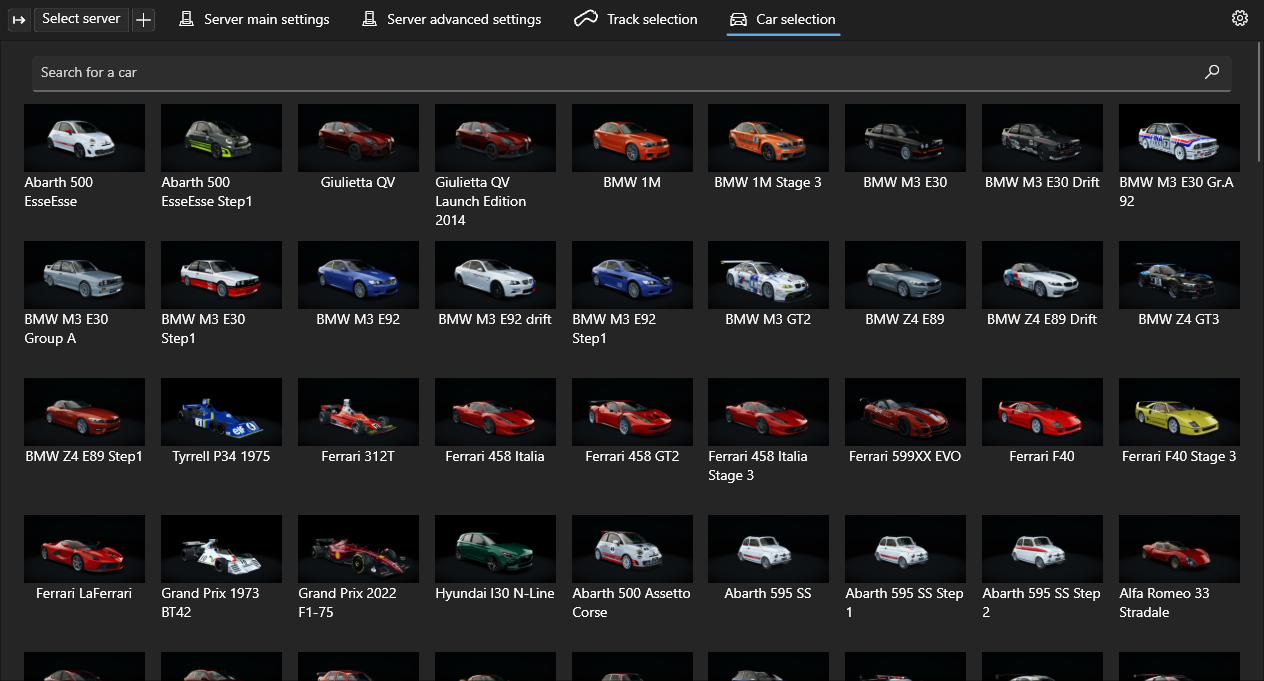 Select server
Server main settings
Server advanced settings
Track selection
Car selection
Search for a car
Abarth 500
EsseEsse
Abarth 500
EsseEsse Step1
Giulietta QV
Giulietta QV
Launch Edition
2014
BMW 1M
BMW 1M Stage 3
BMW M3 E30
BMW M3 E30 Drift
BMW M3 E30 Gr.A
92
BMW M3 E30
Group A
BMW M3 E30
Step1
BMW M3 E92
BMW M3 E92 drift
BMW M3 E92
Step1
BMW M3 GT2
BMW Z4 E89
BMW Z4 E89 Drift
BMW Z4 GT3
BMW Z4 E89 Step1
Tyrrell P34 1975
Ferrari 312T
Ferrari 458 Italia
Ferrari 458 GT2
Ferrari 458 Italia
Stage 3
Ferrari 599XX EVO
Ferrari F40
Ferrari F40 Stage 3
Ferrari LaFerrari
Grand Prix 1973
BT42
Grand Prix 2022
F1-75
Hyundai I30 N-Line
Abarth 500 Assetto
Corse
Abarth 595 SS
Abarth 595 SS Step
1
Abarth 595 SS Step
2
Alfa Romeo 33
Stradale